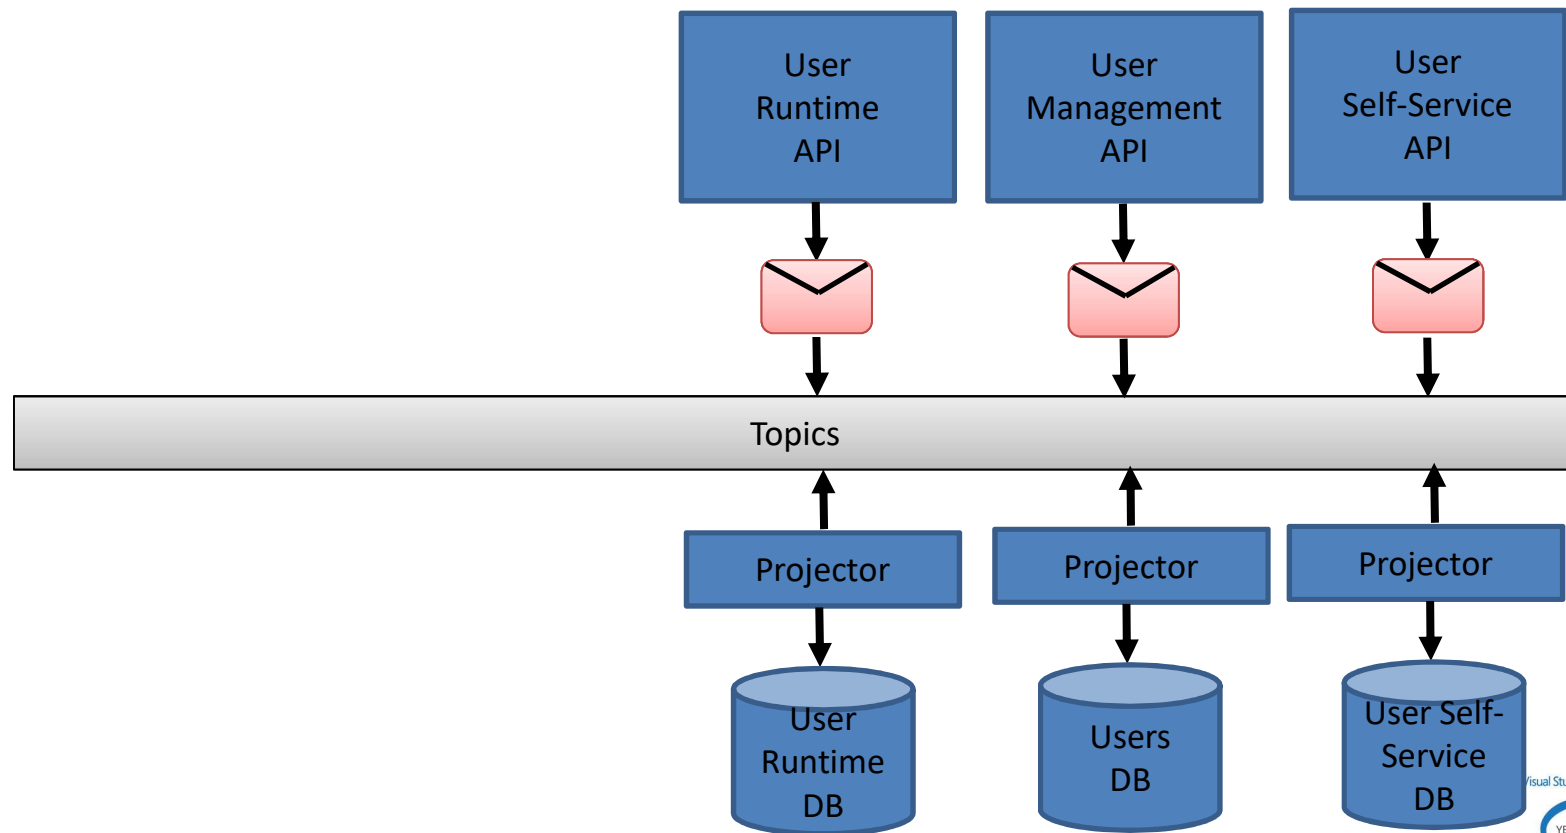 User
Runtime
API
User
Management
API
User
Self-Service
API
Topics
Projector
Projector
Projector
User
Runtime
DB
Users
DB
User Self-
Service
DB